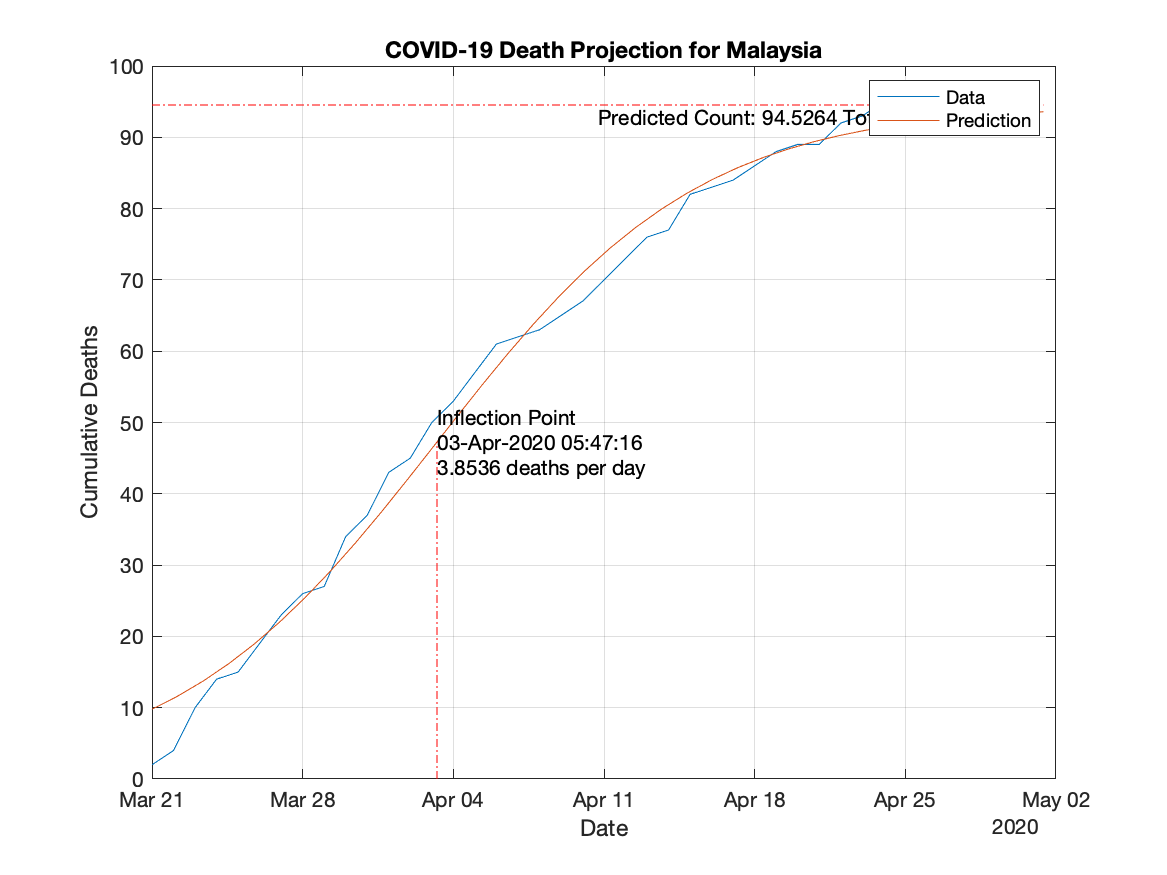 COVID-19 Death Projection for Malaysia
100
90
80
70
60
50
40
30
20
10
0
Cumulative Deaths
Predicted Count: 94.5264 To
Data
Prediction
Inflection Point
03-Apr-2020 05:47:16
3.8536 deaths per day
Mar 21
Mar 28
Apr 04
Apr 11
Apr 18
Apr 25
May 02
Date
2020